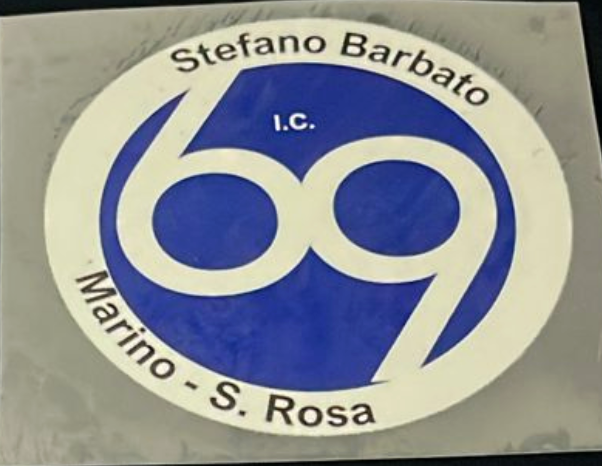 Stefano Barbato
I.C.
69
Marino - S. Rosa